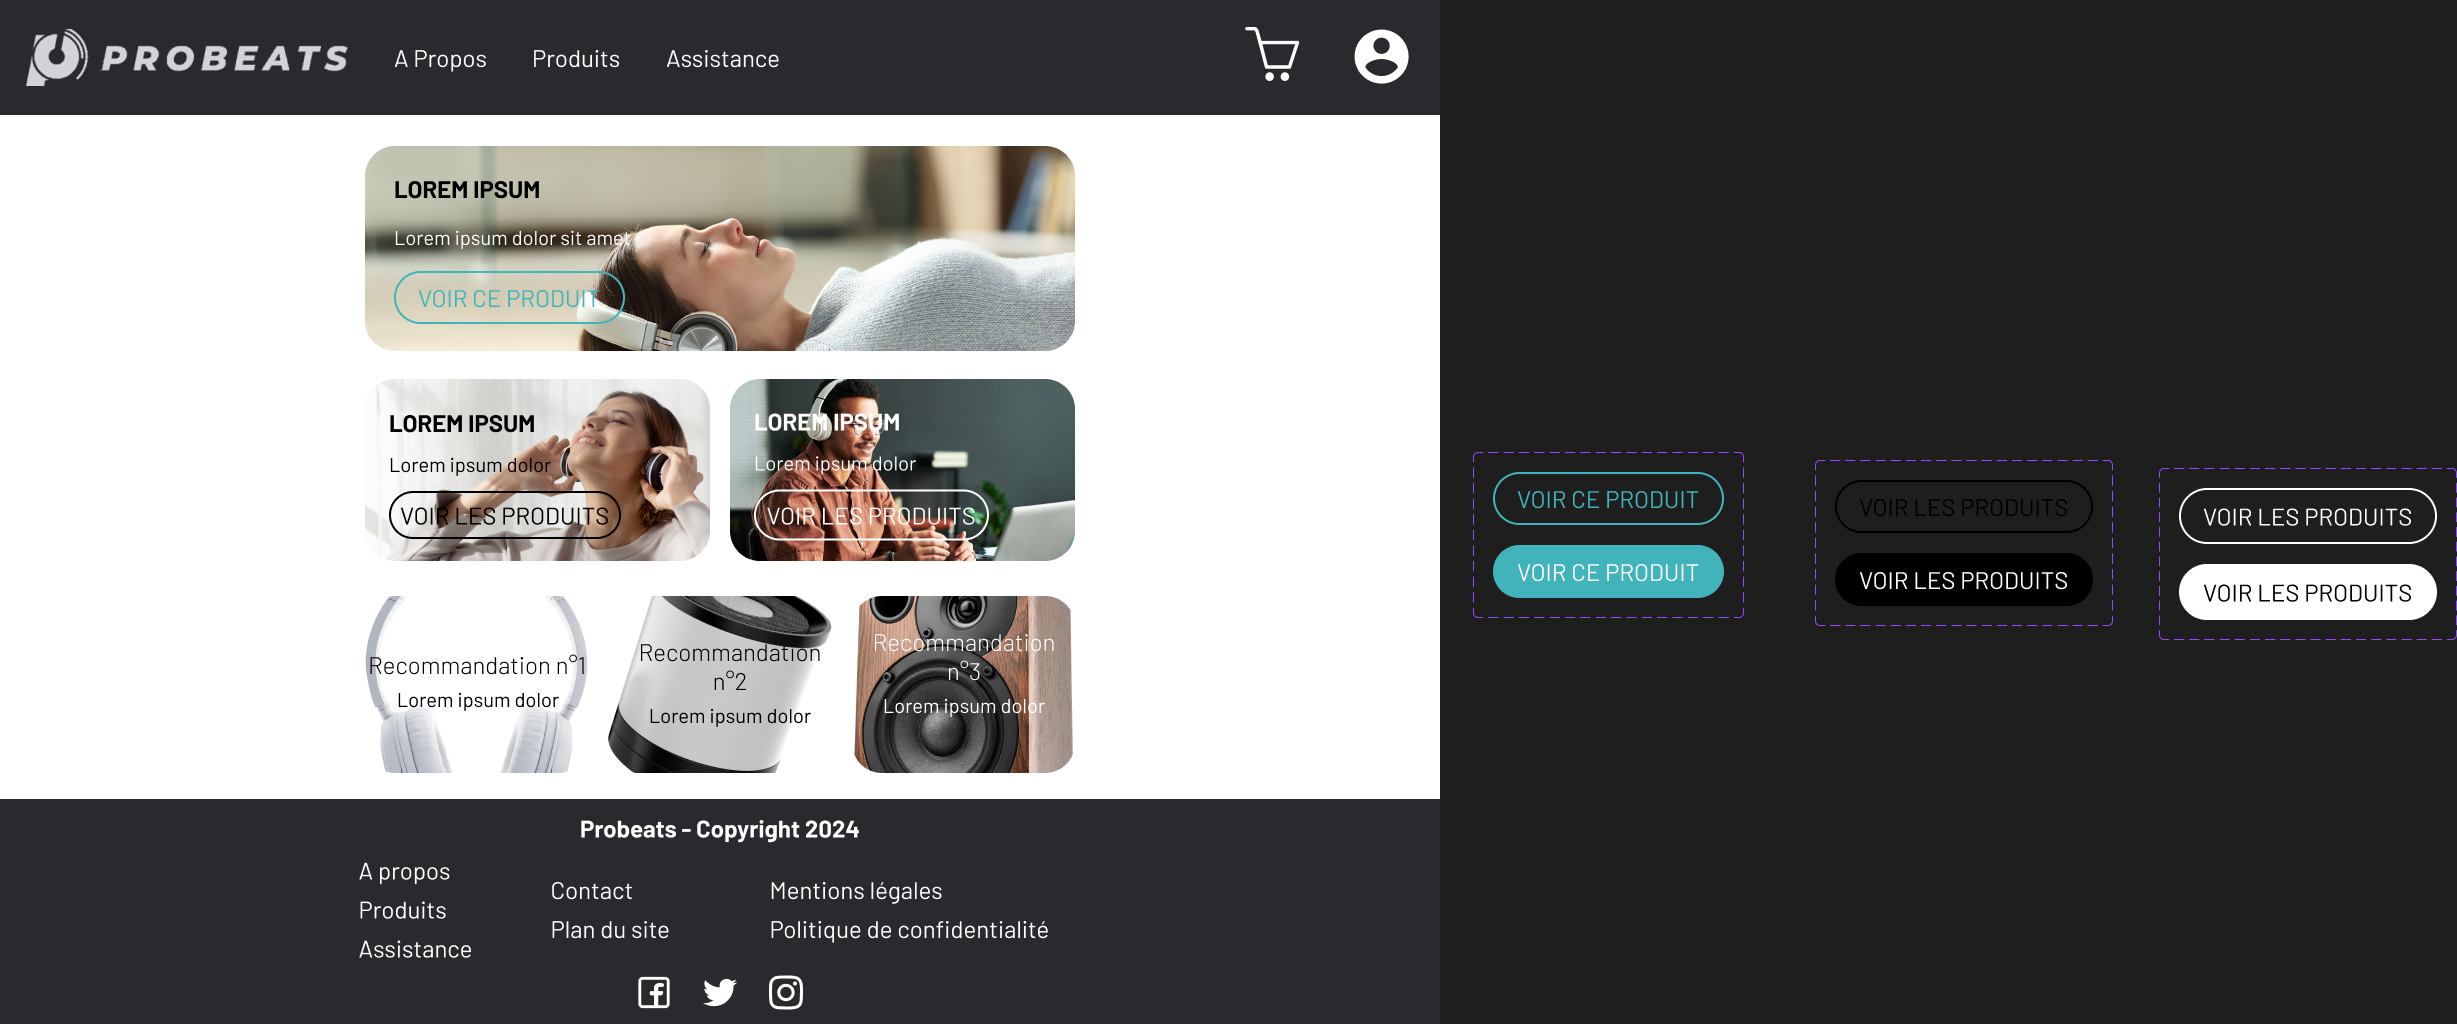 PROBEATS
A Propos
Produits
Assistance
LOREM IPSUM
Lorem ipsum dolor sit amet
VOIR CE PRODUIT
LOREM IPSUM
Lorem ipsum dolor
VOIR LES PRODUITS
LOREM IPSUM
Lorem ipsum dolor
VOIR LES PRODUITS
Recommandation n°1
Lorem ipsum dolor
Recommandation
n°2
Lorem ipsum dolor
Recommandation
n°3
Lorem ipsum dolor
Probeats - Copyright 2024
A propos
Produits
Assistance
Contact
Plan du site
Mentions légales
Politique de confidentialité
VOIR CE PRODUIT
VOIR CE PRODUIT
VOIR LES PRODUITS
VOIR LES PRODUITS
VOIR LES PRODUITS
VOIR LES PRODUITS